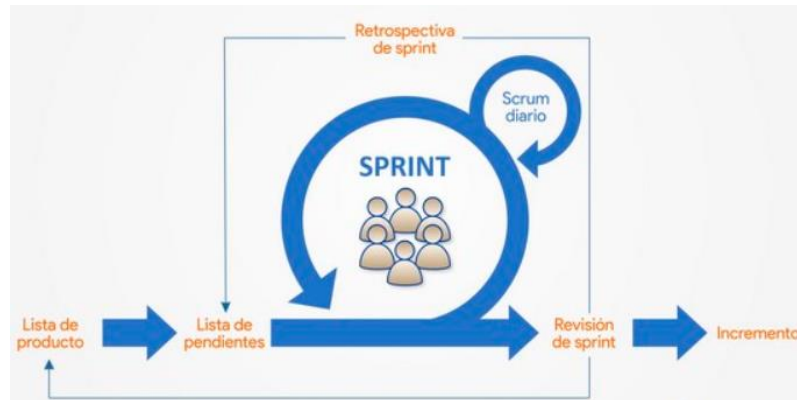 Retrospectiva
de sprint
Scrum
diario
SPRINT
Lista de
producto
Lista de
pendientes
Revisión
de sprint
Incremento